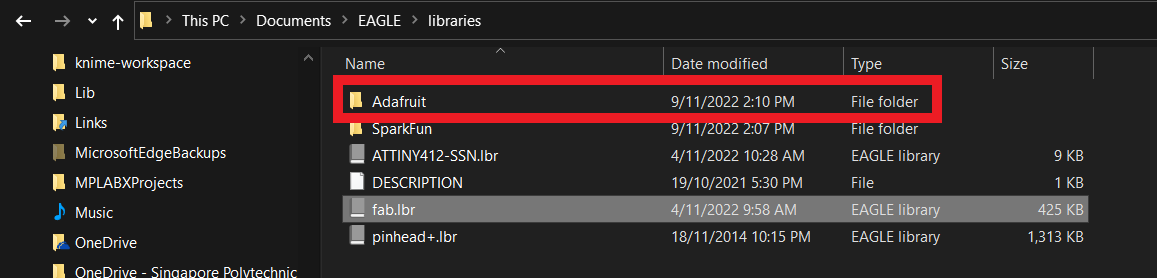 This PC > Documents > EAGLE > libraries
knime-workspace
Lib
Links
MicrosoftEdgeBackups
MPLABXProjects
Music
OneDrive
OneDrive - Singapore Polytechnic
Name Date modified Type Size
Adafruit 9/11/2022 2:10 PM File folder
SparkFun 9/11/2022 2:07 PM File folder
ATTINY412-SSN.lbr 4/11/2022 10:28 AM EAGLE library 9 KB
DESCRIPTION 19/10/2021 5:30 PM File 1 KB
fab.lbr 4/11/2022 9:58 AM EAGLE library 425 KB
pinhead+.lbr 18/11/2014 10:15 PM EAGLE library 1,313 KB